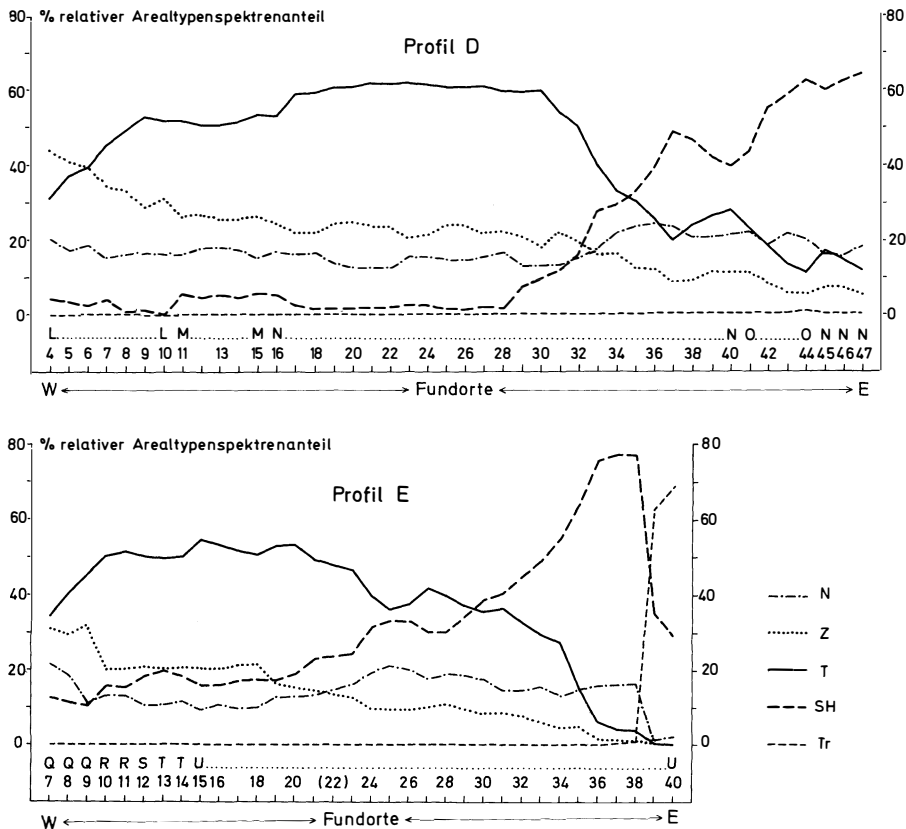 % relativer Arealtypenspektrenanteil
Profil D
80 80
60 60
40 40
20 20
0 0
L..........L M..........M N..........N O.....O N N N
4 5 6 7 8 9 10 11 13 15 16 18 20 22 24 26 28 30 32 34 36 38 40 42 44 45 46 47
W Fundorte E
% relativer Arealtypenspektrenanteil
Profil E
80 80
60 60
40 40
20 20
0 0
N
Z
T
SH
Tr
Q Q Q R R S T T U..........U
7 8 9 10 11 12 13 14 15 16 18 20 (22) 24 26 28 30 32 34 36 38 40
W Fundorte E